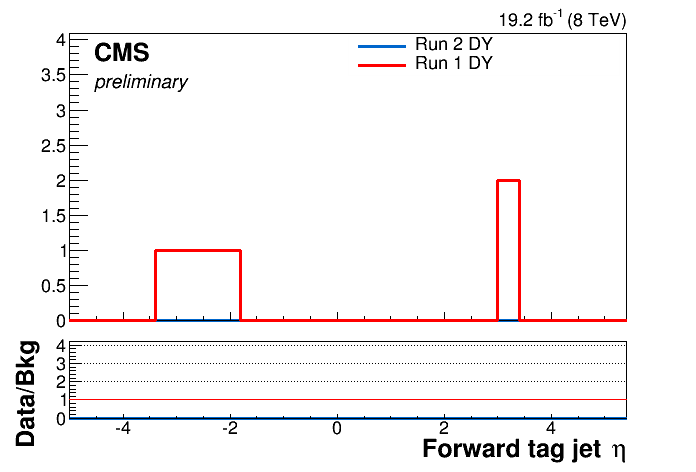 19.2 fb-1 (8 TeV)
CMS
preliminary
Run 2 DY
Run 1 DY
4
3.5
3
2.5
2
1.5
1
0.5
0
Data/Bkg
4
3
2
1
0
-4 -2 0 2 4
Forward tag jet η